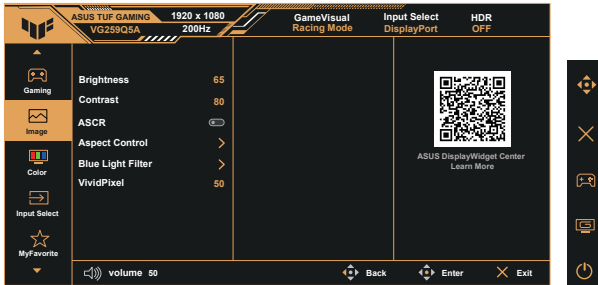 ASUS TUF GAMING
VG259Q5A
1920 x 1080
200Hz
GameVisual
Racing Mode
Input Select
DisplayPort
HDR
OFF
Gaming
Image
Color
Input Select
MyFavorite
Brightness 65
Contrast 80
ASCR
Aspect Control
Blue Light Filter
VividPixel 50
ASUS DisplayWidget Center
Learn More
volume 50
Back
Enter
Exit